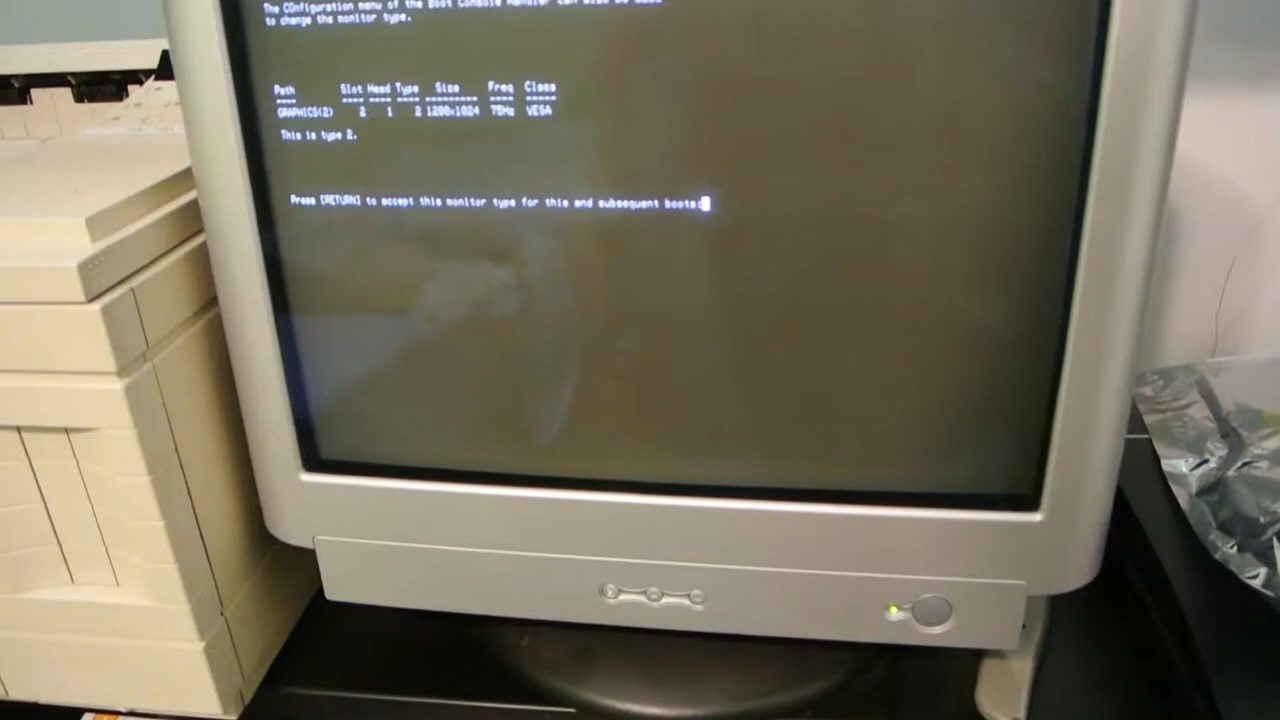 The COnfiguration menu of the Boot Console Handler can also be used
to change the monitor type.
Path Slot Head Type Size Freq Class
---- ---- ---- ---- --------- ---- -----
GRAPHICS(2) 2 1 2 1280x1024 75Hz VESA
This is type 2.
Press [RETURN] to accept this monitor type for this and subsequent boots: